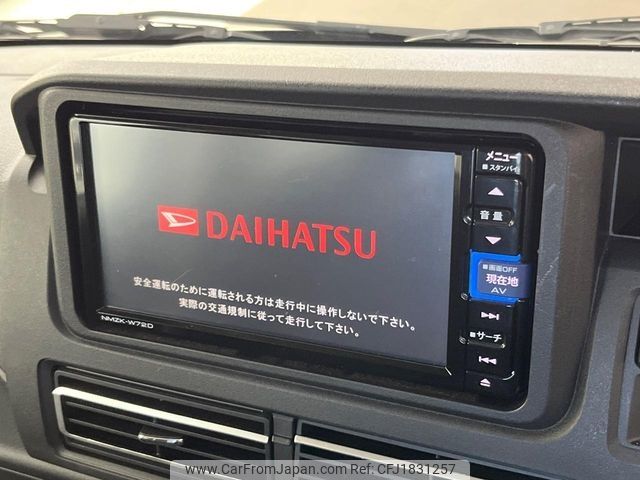 メニュー
■スタンバイ
音量
■画面OFF
現在地
AV
■サーチ
DAIHATSU
安全運転のために運転される方は走行中に操作しないで下さい。
実際の交通規制に従って走行して下さい。
NMZK-W72D
www.CarFromJapan.com
© CarFromJapan - ID: CFJ1831257